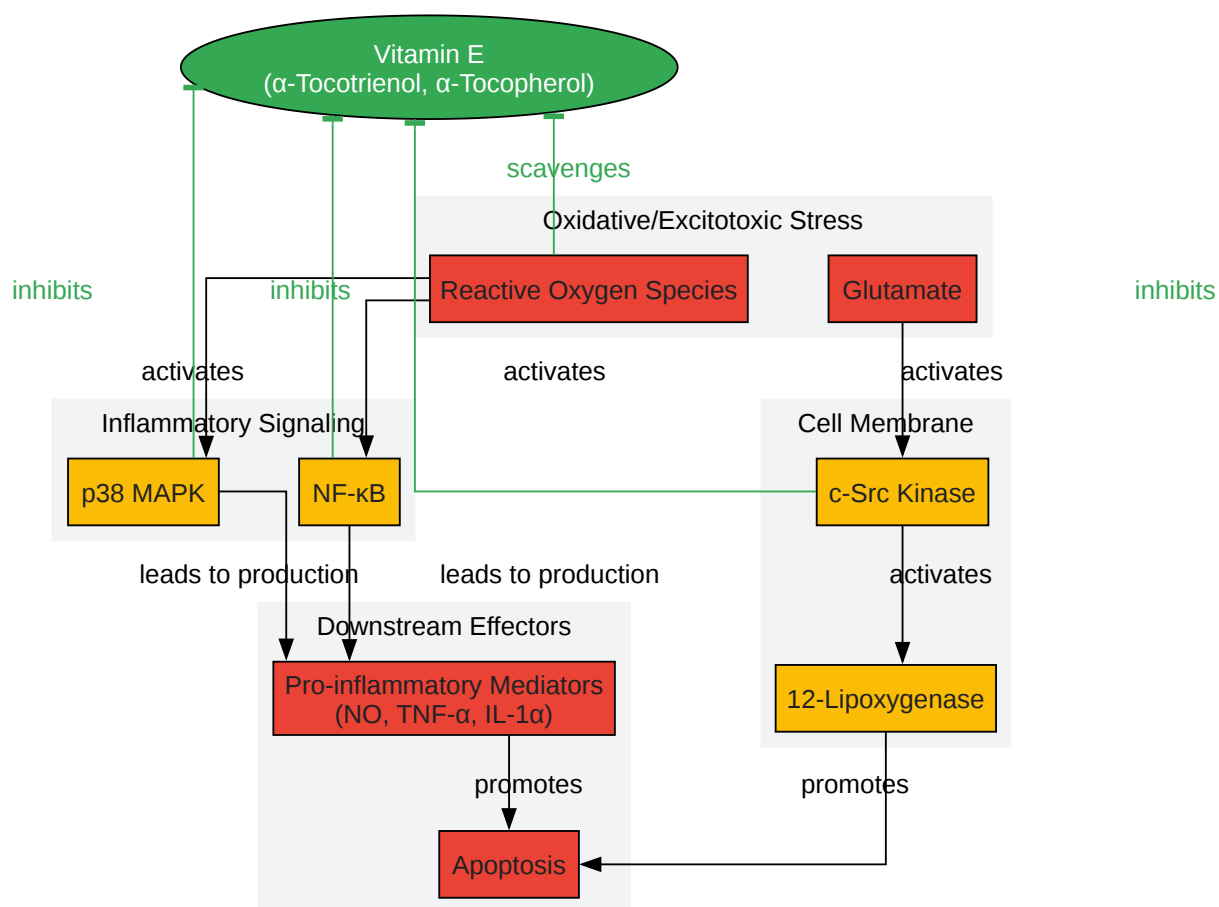 Vitamin E
(α-Tocotrienol, α-Tocopherol)
scavenges
Oxidative/Excitotoxic Stress
inhibits
inhibits
Reactive Oxygen Species
Glutamate
inhibits
activates
activates
activates
Inflammatory Signaling
Cell Membrane
p38 MAPK
NF-κB
c-Src Kinase
leads to production
leads to production
activates
Downstream Effectors
Pro-inflammatory Mediators
(NO, TNF-α, IL-1α)
12-Lipoxygenase
promotes
promotes
Apoptosis